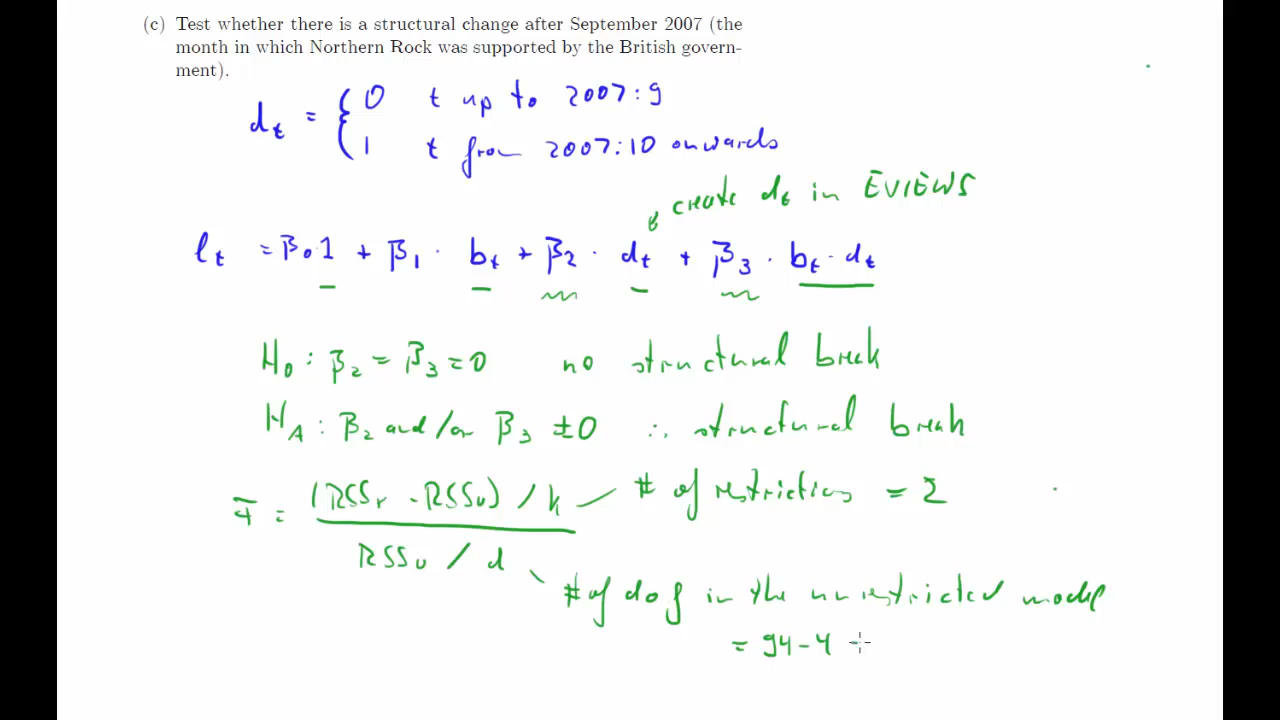 (c) Test whether there is a structural change after September 2007 (the
month in which Northern Rock was supported by the British govern-
ment).
d_t = { 0 t up to 2007:9
1 t from 2007:10 onwards
create d_t in EVIEWS
l_t = β_0 1 + β_1 · b_t + β_2 · d_t + β_3 · b_t · d_t
H_0 : β_2 = β_3 = 0 no structural break
H_A : β_2 and/or β_3 ≠ 0 ∴ structural break
F = (RSS_r - RSS_u) / k # of restrictions = 2
RSS_u / d
# of dof in the unrestricted model
= 94 - 4